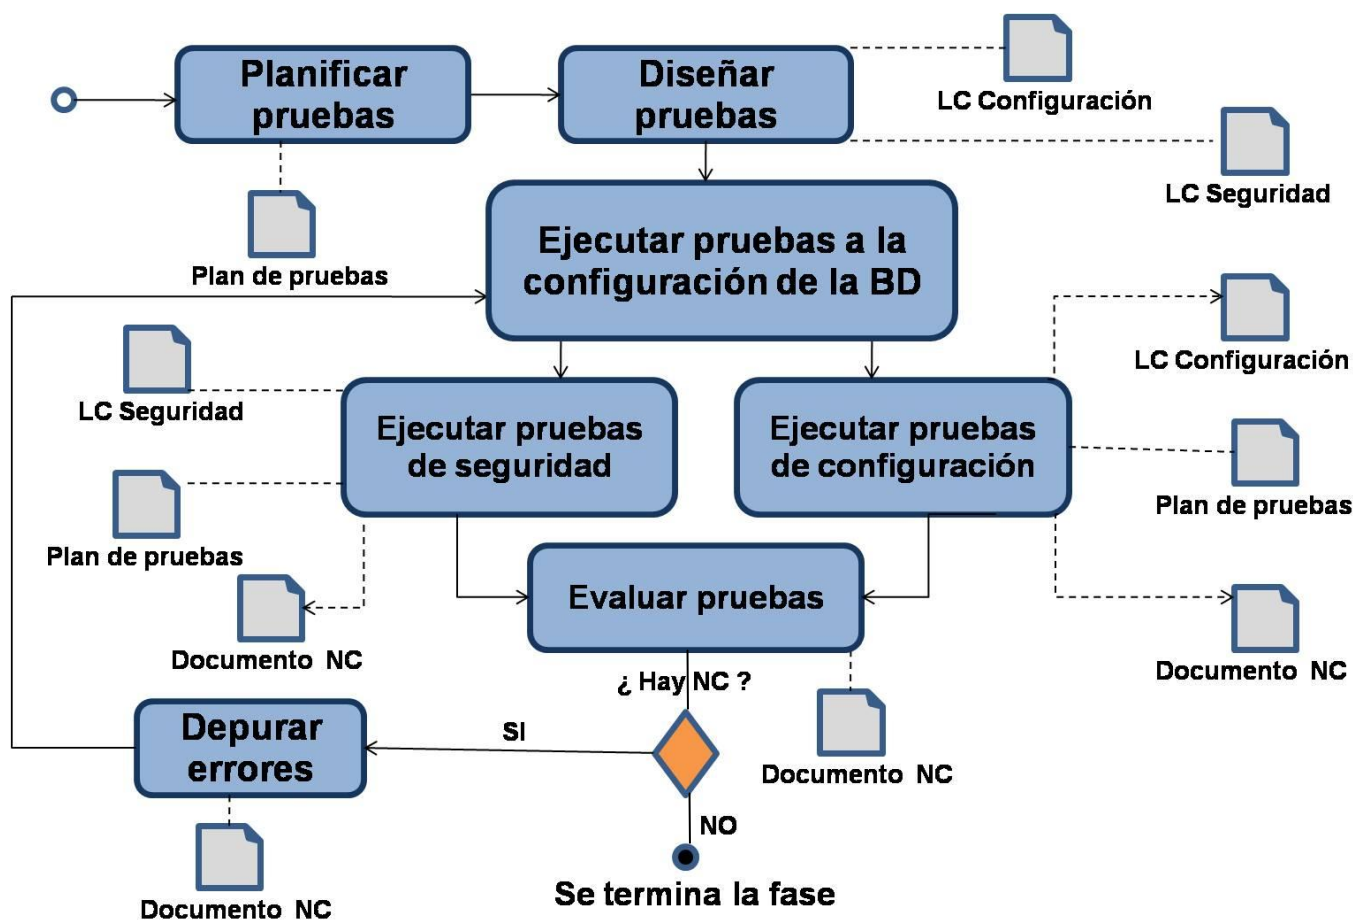 Planificar
pruebas
Diseñar
pruebas
LC Configuración
LC Seguridad
Plan de pruebas
Ejecutar pruebas a la
configuración de la BD
LC Seguridad
LC Configuración
Ejecutar pruebas
de seguridad
Ejecutar pruebas
de configuración
Plan de pruebas
Plan de pruebas
Evaluar pruebas
Documento NC
Documento NC
¿ Hay NC ?
Depurar
errores
SI
Documento NC
NO
Se termina la fase
Documento NC